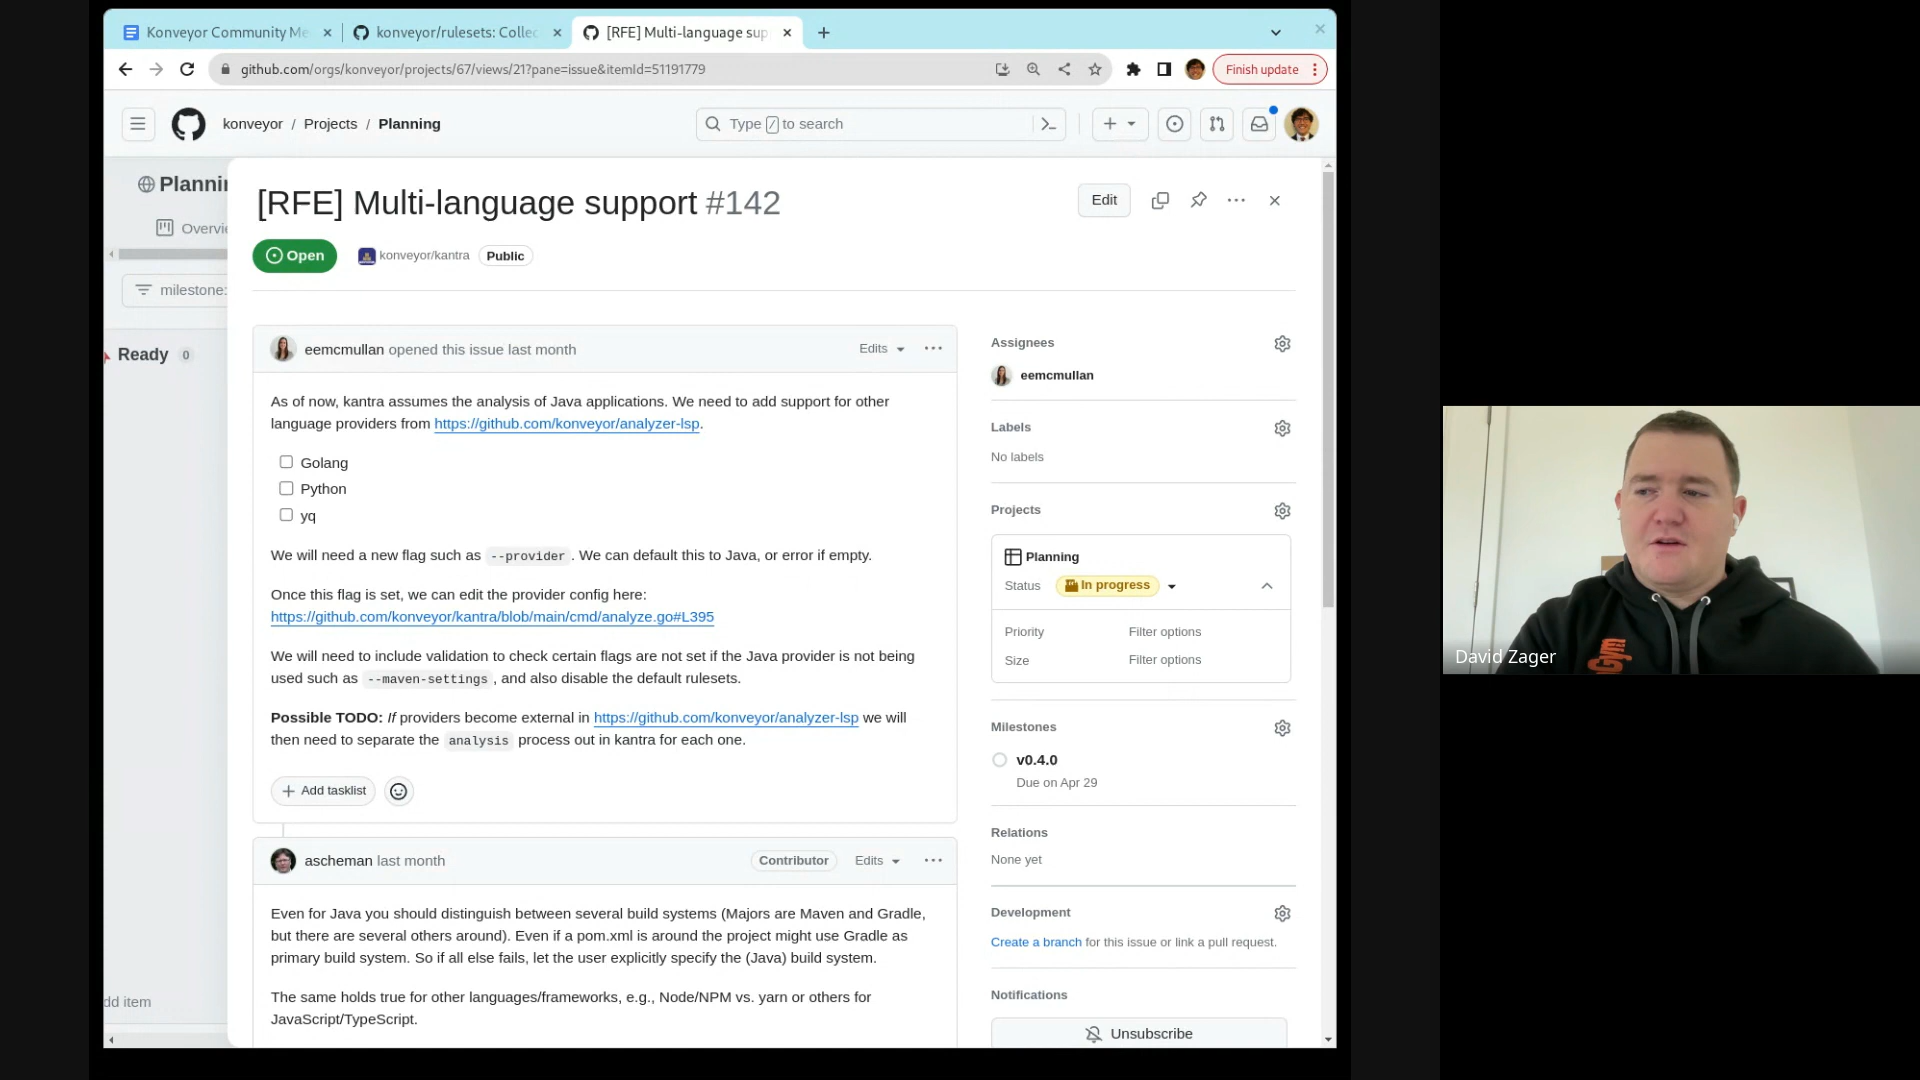 Konveyor Community Me
konveyor/rulesets: Collec
[RFE] Multi-language sup
github.com/orgs/konveyor/projects/67/views/21?pane=issue&itemId=51191779
Finish update
konveyor / Projects / Planning
Type / to search
Plannin
Overvie
milestone:
Ready 0
dd item
[RFE] Multi-language support #142
Edit
Open
konveyor/kantra
Public
eemcmullan opened this issue last month
Edits
As of now, kantra assumes the analysis of Java applications. We need to add support for other
language providers from https://github.com/konveyor/analyzer-lsp.
Golang
Python
yq
We will need a new flag such as --provider. We can default this to Java, or error if empty.
Once this flag is set, we can edit the provider config here:
https://github.com/konveyor/kantra/blob/main/cmd/analyze.go#L395
We will need to include validation to check certain flags are not set if the Java provider is not being
used such as --maven-settings, and also disable the default rulesets.
Possible TODO: If providers become external in https://github.com/konveyor/analyzer-lsp we will
then need to separate the analysis process out in kantra for each one.
Add tasklist
ascheman last month
Contributor
Edits
Even for Java you should distinguish between several build systems (Majors are Maven and Gradle,
but there are several others around). Even if a pom.xml is around the project might use Gradle as
primary build system. So if all else fails, let the user explicitly specify the (Java) build system.
The same holds true for other languages/frameworks, e.g., Node/NPM vs. yarn or others for
JavaScript/TypeScript.
Assignees
eemcmullan
Labels
No labels
Projects
Planning
Status In progress
Priority Filter options
Size Filter options
Milestones
v0.4.0
Due on Apr 29
Relations
None yet
Development
Create a branch for this issue or link a pull request.
Notifications
Unsubscribe
David Zager